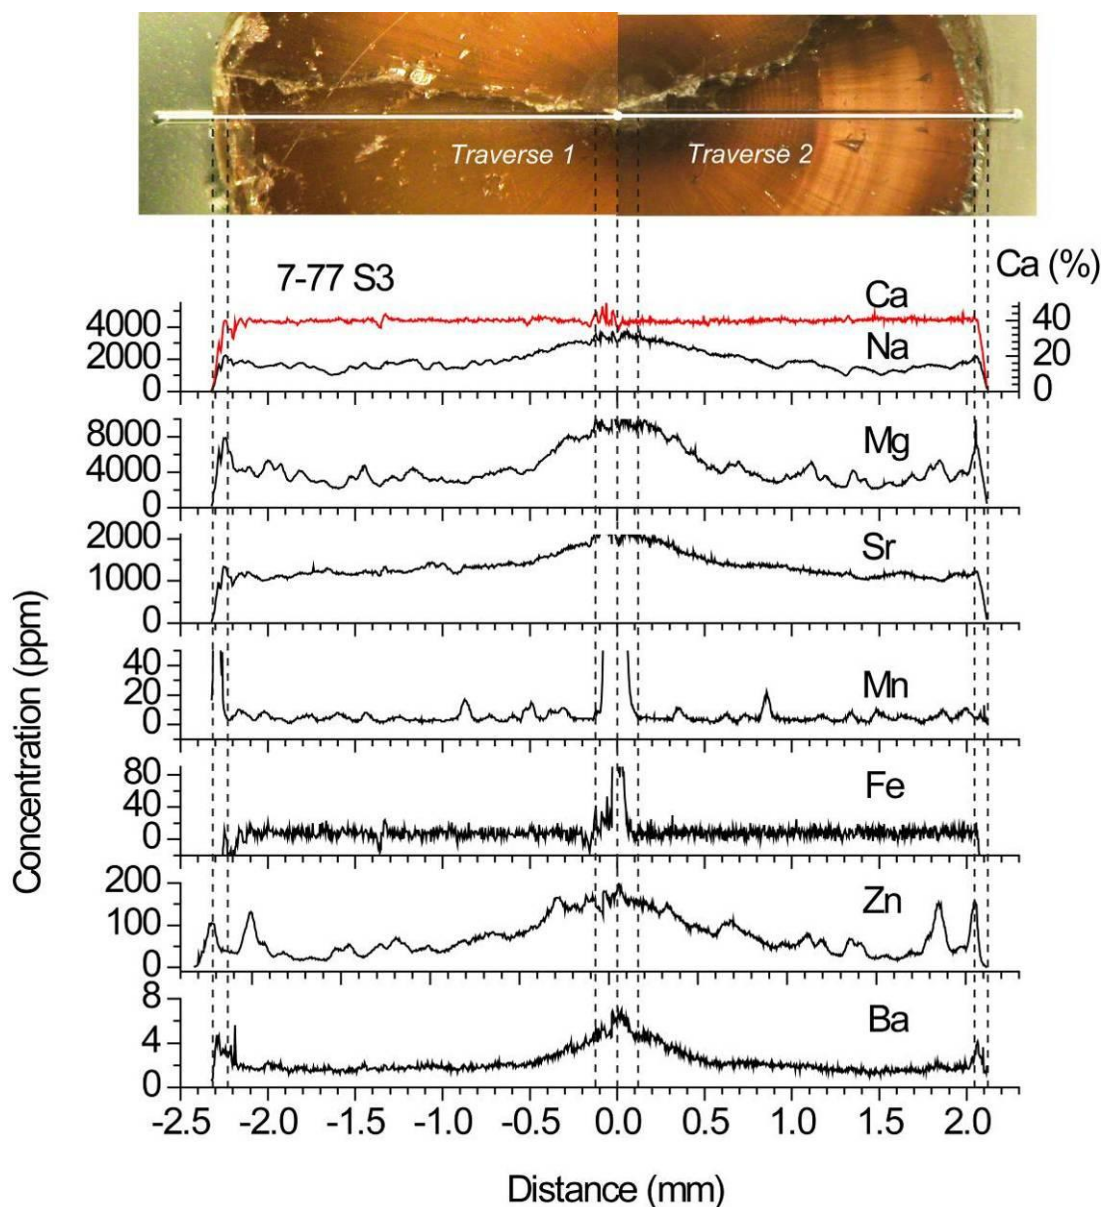 Traverse 1 Traverse 2
7-77 S3
Ca (%)
Ca
Na
4000
2000
0
40
20
0
Mg
8000
4000
0
Sr
2000
1000
0
Mn
40
20
0
Fe
80
40
0
Zn
200
100
0
Ba
8
4
0
Concentration (ppm)
-2.5 -2.0 -1.5 -1.0 -0.5 0.0 0.5 1.0 1.5 2.0
Distance (mm)